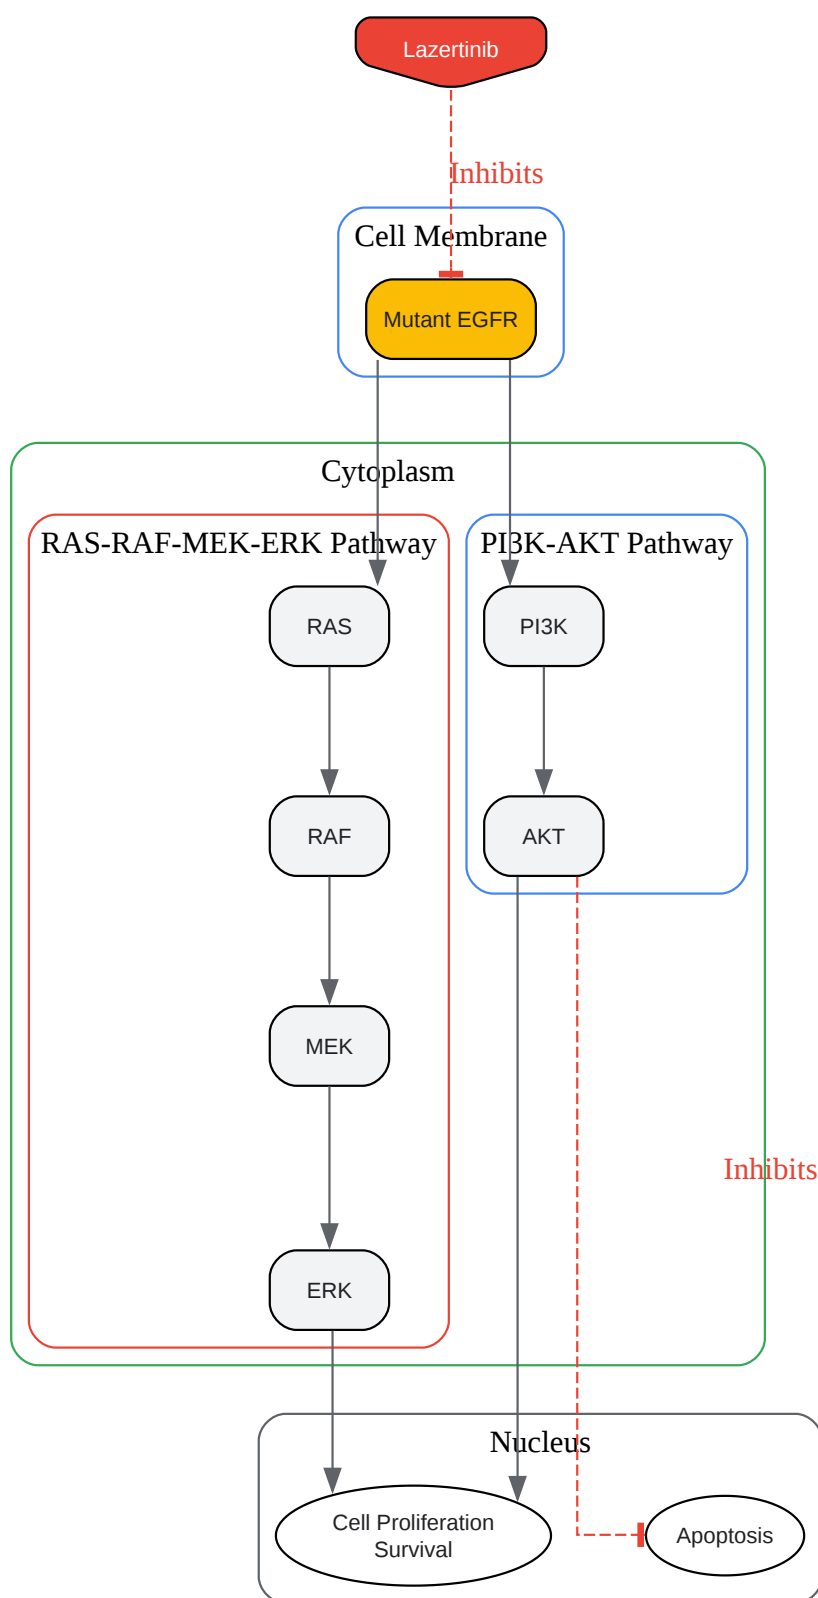 Lazertinib
Inhibits
Cell Membrane
Mutant EGFR
Cytoplasm
RAS-RAF-MEK-ERK Pathway
PI3K-AKT Pathway
RAS
PI3K
RAF
AKT
MEK
Inhibits
ERK
Nucleus
Cell Proliferation
Survival
Apoptosis